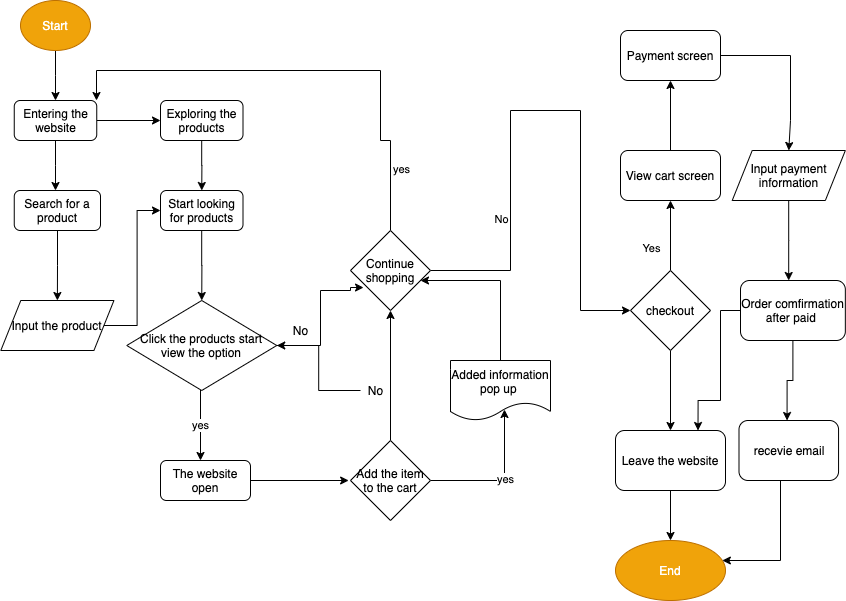 Start
Entering the
website
Exploring the
products
Search for a
product
Start looking
for products
Input the product
Click the products start
view the option
No
No
yes
The website
open
Add the item
to the cart
yes
Added information
pop up
Continue
shopping
yes
No
checkout
Yes
View cart screen
Payment screen
Input payment
information
Order comfirmation
after paid
Leave the website
recevie email
End